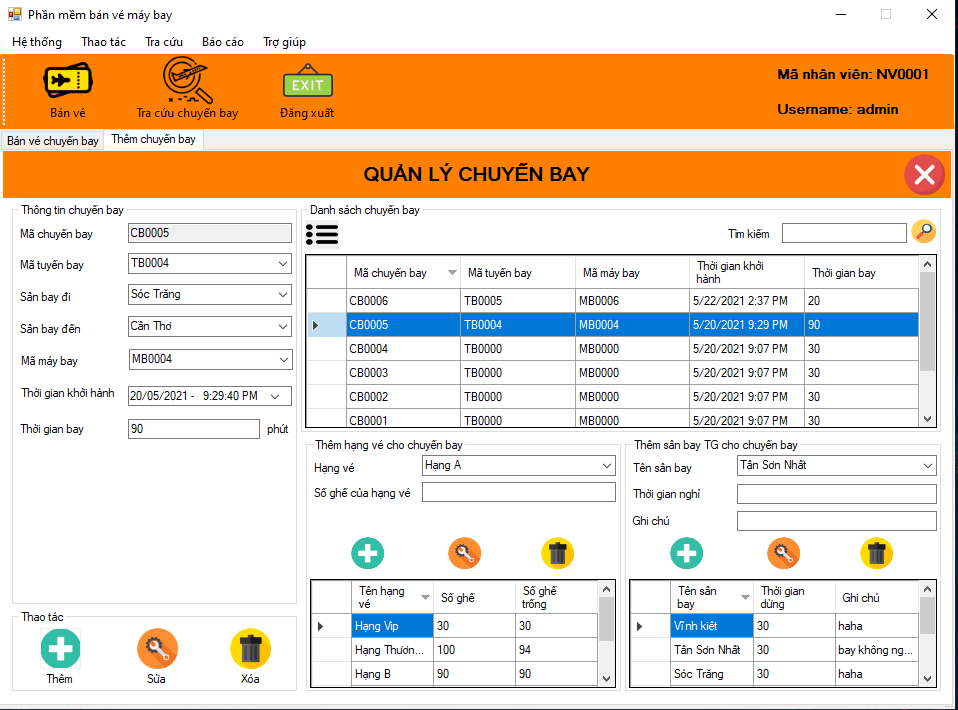 Phần mềm bán vé máy bay
Hệ thống Thao tác Tra cứu Báo cáo Trợ giúp
EXIT
Bán vé Tra cứu chuyến bay Đăng xuất
Mã nhân viên: NV0001
Username: admin
Bán vé chuyến bay Thêm chuyến bay
QUẢN LÝ CHUYẾN BAY
Thông tin chuyến bay
Mã chuyến bay CB0005
Mã tuyến bay TB0004
Sân bay đi Sóc Trăng
Sân bay đến Cần Thơ
Mã máy bay MB0004
Thời gian khởi hành 20/05/2021 - 9:29:40 PM
Thời gian bay 90 phút
Thao tác
Thêm Sửa Xóa
Danh sách chuyến bay
Tìm kiếm
Mã chuyến bay Mã tuyến bay Mã máy bay Thời gian khởi hành Thời gian bay
CB0006 TB0005 MB0006 5/22/2021 2:37 PM 20
CB0005 TB0004 MB0004 5/20/2021 9:29 PM 90
CB0004 TB0000 MB0000 5/20/2021 9:07 PM 30
CB0003 TB0000 MB0000 5/20/2021 9:07 PM 30
CB0002 TB0000 MB0000 5/20/2021 9:07 PM 30
CB0001 TB0000 MB0000 5/20/2021 9:07 PM 30
Thêm hạng vé cho chuyến bay
Hạng vé Hạng A
Số ghế của hạng vé
Tên hạng vé Số ghế Số ghế trống
Hạng Vip 30 30
Hạng Thươn... 100 94
Hạng B 90 90
Thêm sân bay TG cho chuyến bay
Tên sân bay Tân Sơn Nhất
Thời gian nghỉ
Ghi chú
Tên sân bay Thời gian dừng Ghi chú
Vĩnh kiết 30 haha
Tân Sơn Nhất 30 bay không ng...
Sóc Trăng 30 haha